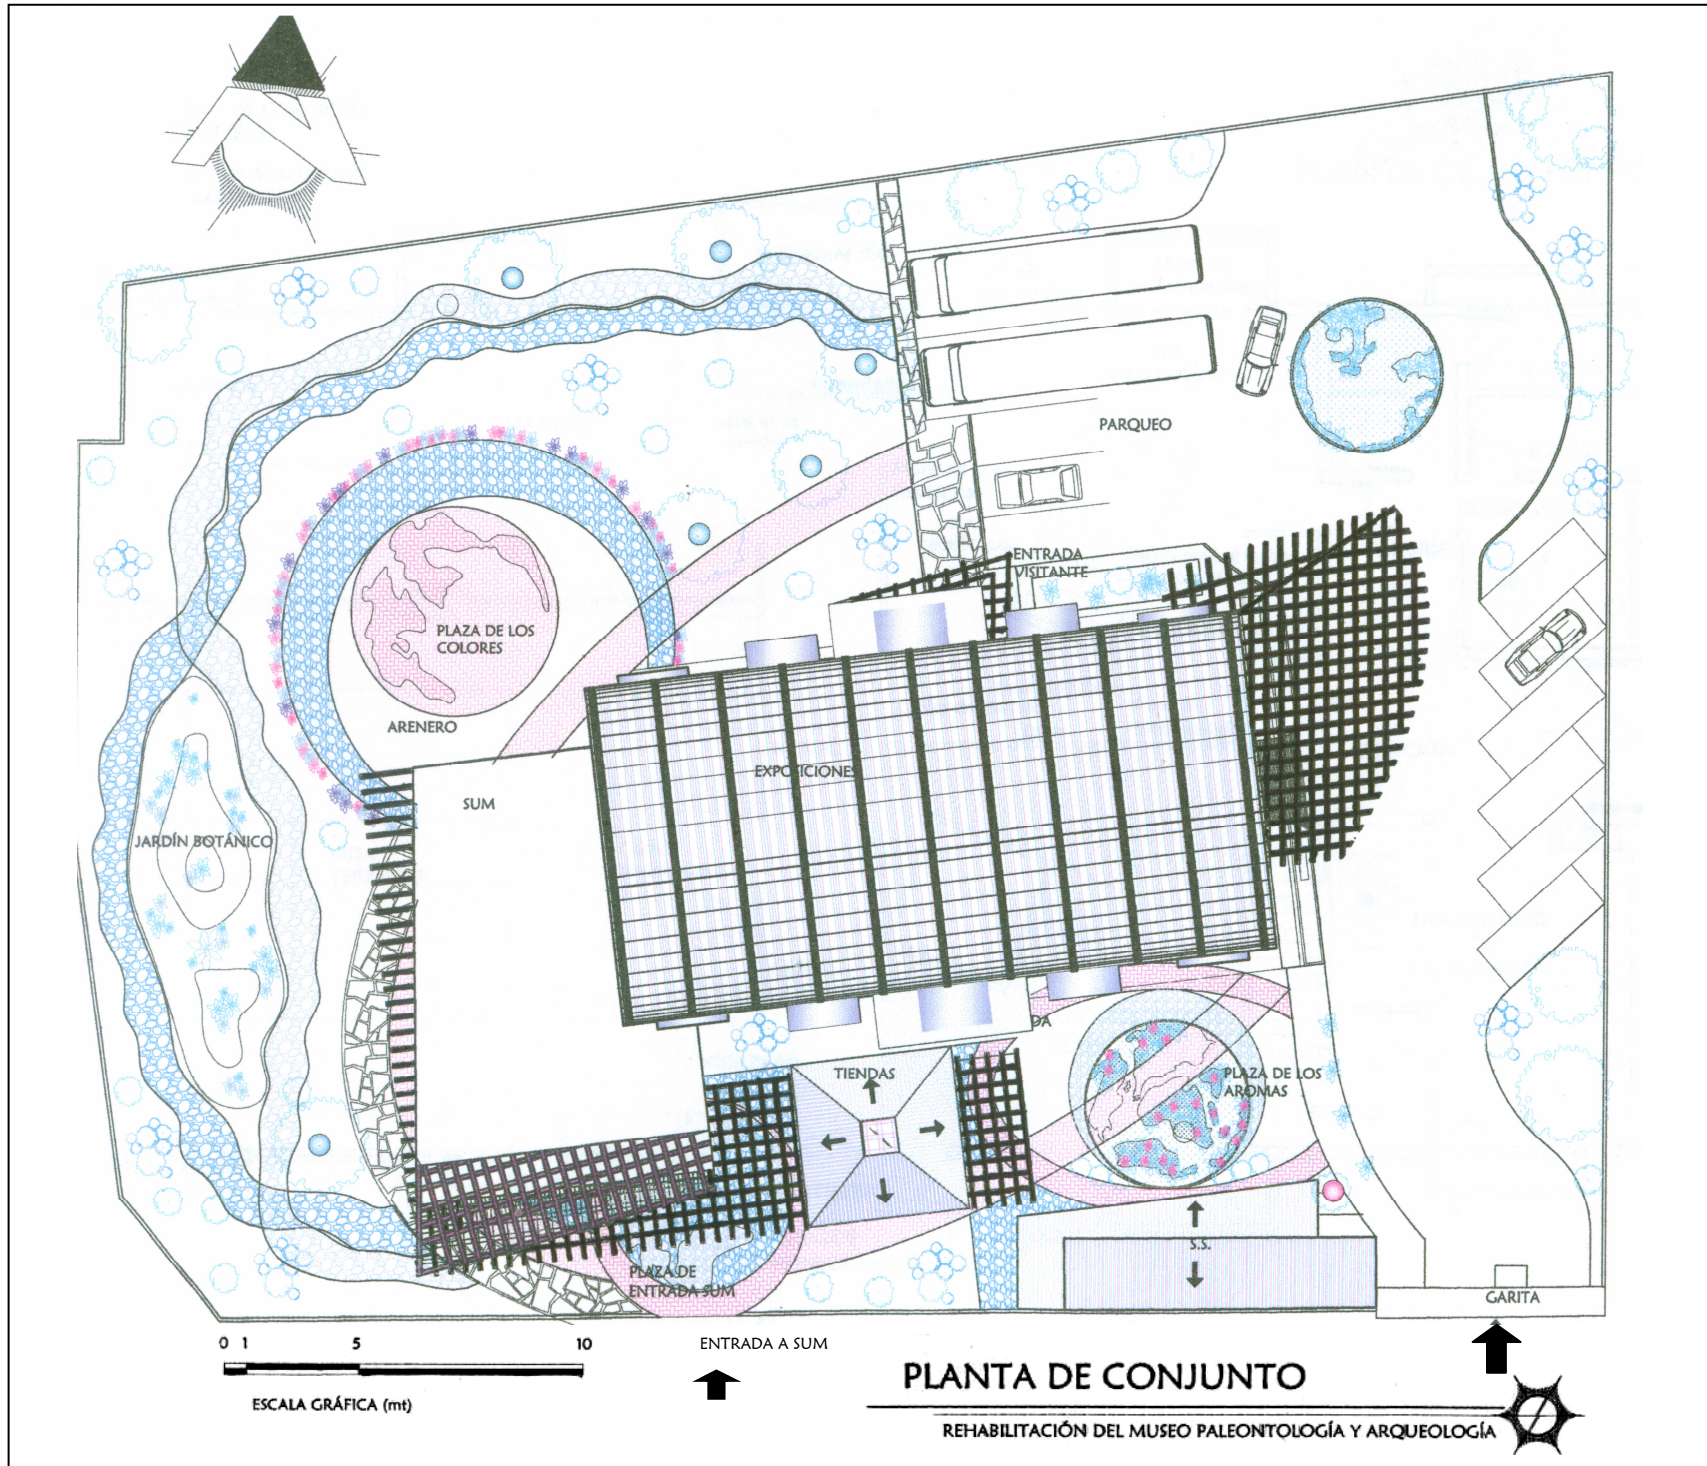 PARQUEO
ENTRADA
VISITANTE
PLAZA DE LOS
COLORES
ARENERO
EXPOSICIONES
SUM
JARDÍN BOTÁNICO
DA
TIENDAS
PLAZA DE LOS
AROMAS
S.S.
PLAZA DE
ENTRADA SUM
GARITA
0 1 5 10
ENTRADA A SUM
ESCALA GRÁFICA (mt)
PLANTA DE CONJUNTO
REHABILITACIÓN DEL MUSEO PALEONTOLOGÍA Y ARQUEOLOGÍA